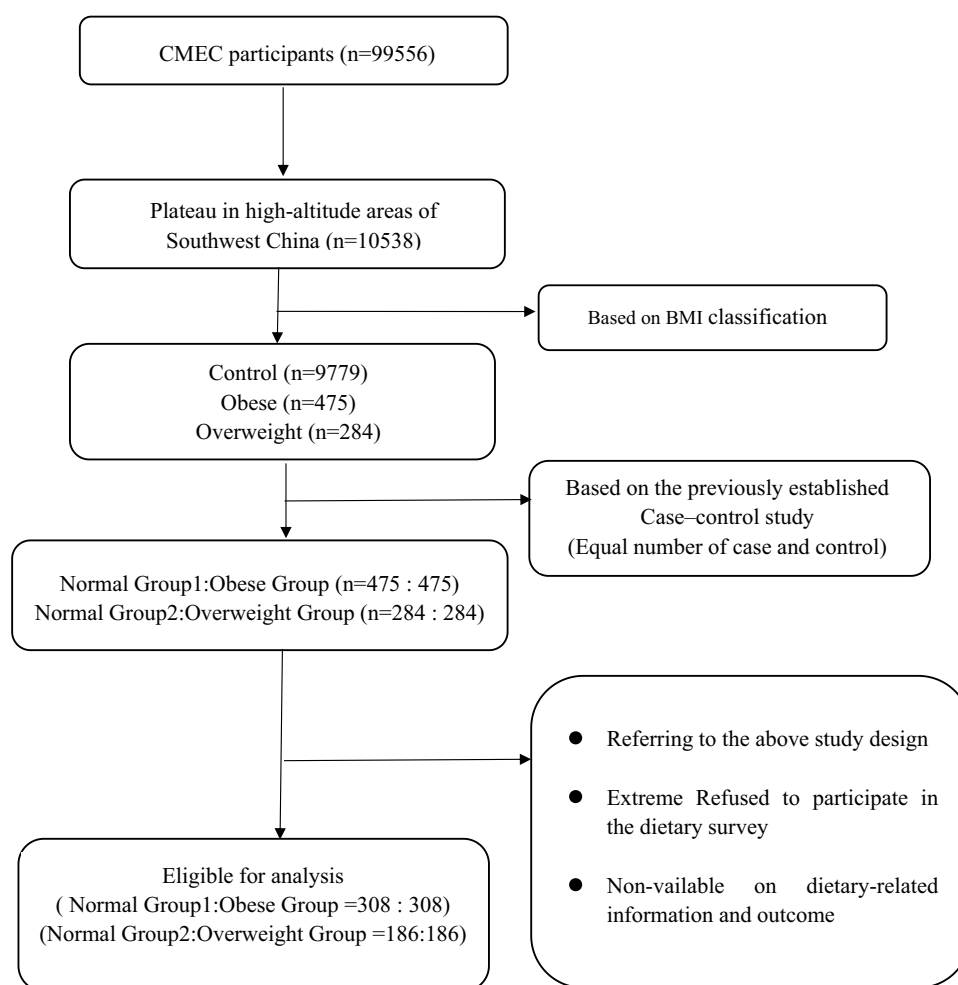 CMEC participants (n=99556)
Plateau in high-altitude areas of
Southwest China (n=10538)
Based on BMI classification
Control (n=9779)
Obese (n=475)
Overweight (n=284)
Based on the previously established
Case–control study
(Equal number of case and control)
Normal Group1:Obese Group (n=475 : 475)
Normal Group2:Overweight Group (n=284 : 284)
● Referring to the above study design
● Extreme Refused to participate in
the dietary survey
● Non-vailable on dietary-related
information and outcome
Eligible for analysis
( Normal Group1:Obese Group =308 : 308)
(Normal Group2:Overweight Group =186:186)